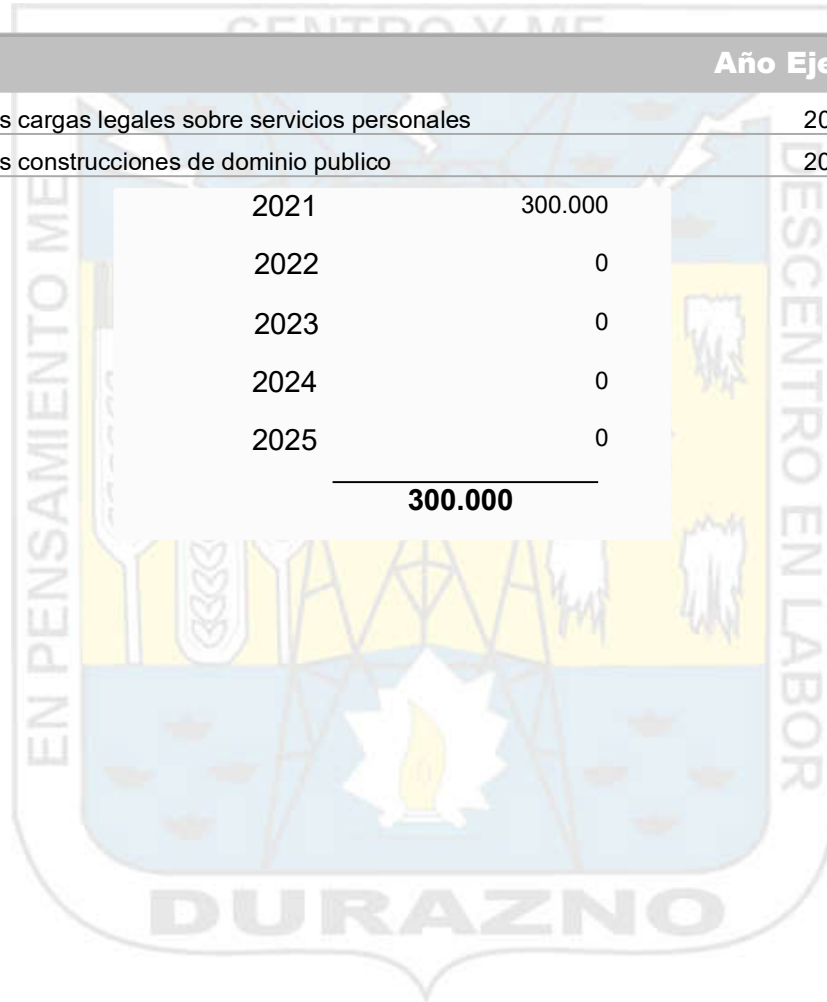 CENTRO Y ME
Año Eje
s cargas legales sobre servicios personales 20
s construcciones de dominio publico 20
2021 300.000
2022 0
2023 0
2024 0
2025 0
300.000
EN PENSAMIENTO ME
DESCENTRO EN LABOR
DURAZNO